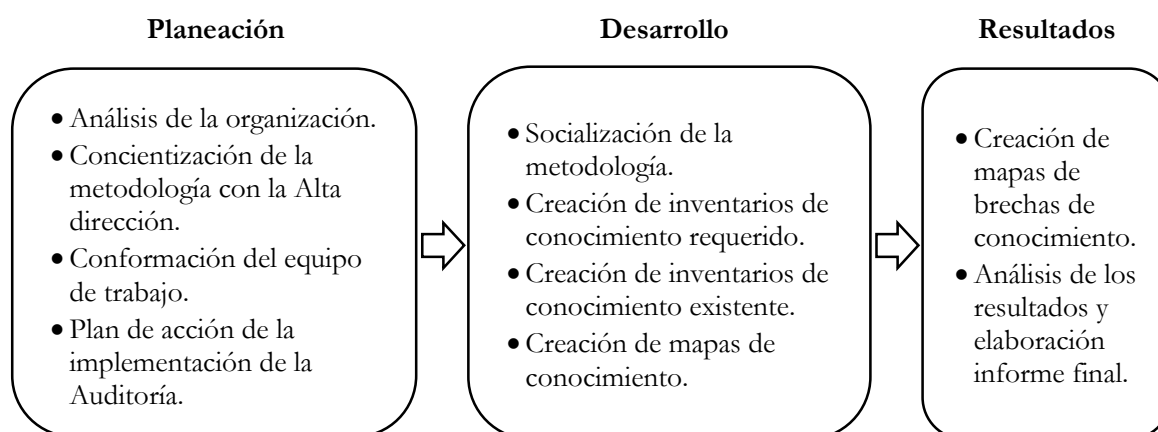 Planeación
• Análisis de la organización.
• Concientización de la
metodología con la Alta
dirección.
• Conformación del equipo
de trabajo.
• Plan de acción de la
implementación de la
Auditoría.
Desarrollo
• Socialización de la
metodología.
• Creación de inventarios de
conocimiento requerido.
• Creación de inventarios de
conocimiento existente.
• Creación de mapas de
conocimiento.
Resultados
• Creación de
mapas de
brechas de
conocimiento.
• Análisis de los
resultados y
elaboración
informe final.